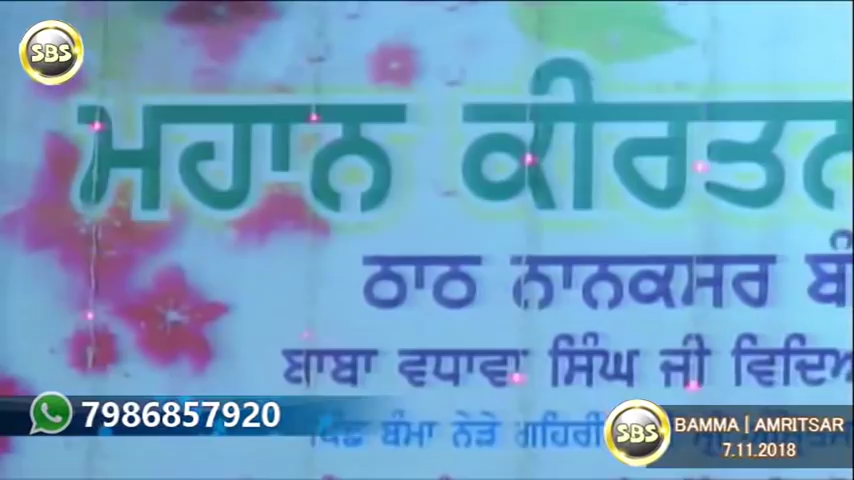 SBS
ਮਹਾਨ ਕੀਰਤਨ
ਠਾਠ ਨਾਨਕਸਰ
ਬਾਬਾ ਵਧਾਵਾ ਸਿੰਘ ਜੀ
7986857920
ਪਿੰਡ ਬੰਮਾ ਨੇੜੇ
SBS
BAMMA | AMRITSAR
7.11.2018